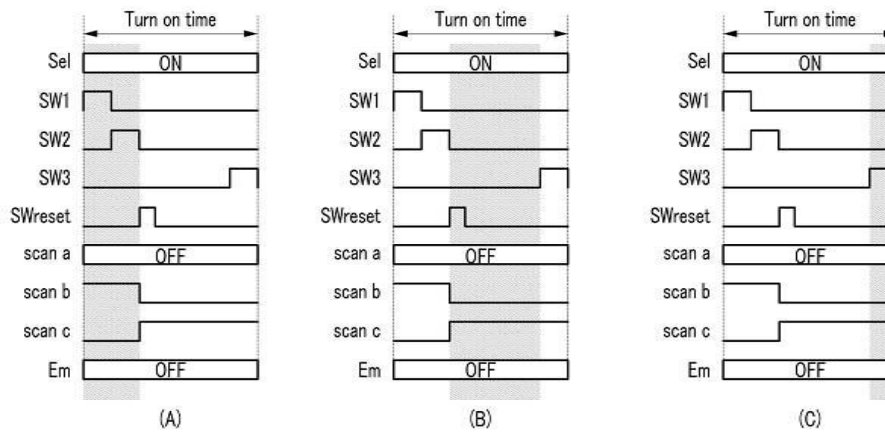 Turn on time
Turn on time
Turn on time
Sel ON
SW1
SW2
SW3
SWreset
scan a OFF
scan b
scan c
Em OFF
(A)
Sel ON
SW1
SW2
SW3
SWreset
scan a OFF
scan b
scan c
Em OFF
(B)
Sel ON
SW1
SW2
SW3
SWreset
scan a OFF
scan b
scan c
Em OFF
(C)